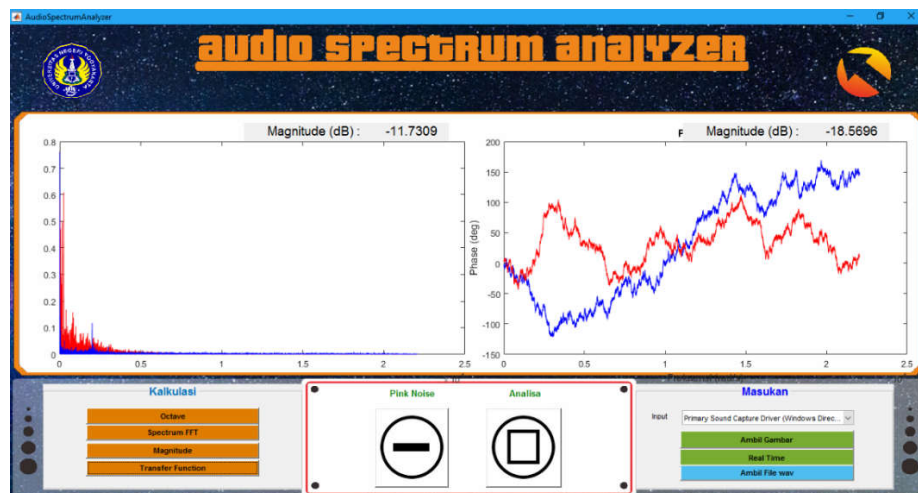 AudioSpectrumAnalyzer
audio spectrum analyzer
UNIVERSITAS NEGERI YOGYAKARTA
Magnitude (dB) : -11.7309
Magnitude (dB) : -18.5696
0.8
0.7
0.6
0.5
0.4
0.3
0.2
0.1
0
0 0.5 1 1.5 2 2.5
Phase (deg)
200
150
100
50
0
-50
-100
-150
0 0.5 1 1.5 2 2.5
Kalkulasi
Octave
Spectrum FFT
Magnitude
Transfer Function
Pink Noise
Analisa
Masukan
Input
Primary Sound Capture Driver (Windows Direc...
Ambil Gambar
Real Time
Ambil File wav